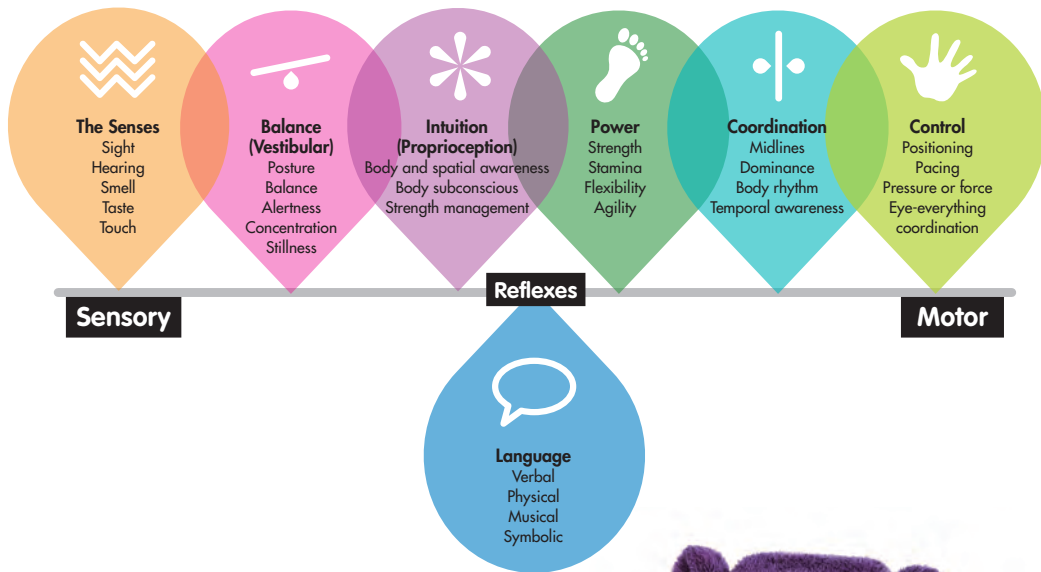 The Senses
Sight
Hearing
Smell
Taste
Touch
Balance
(Vestibular)
Posture
Balance
Alertness
Concentration
Stillness
Intuition
(Proprioception)
Body and spatial awareness
Body subconscious
Strength management
Power
Strength
Stamina
Flexibility
Agility
Coordination
Midlines
Dominance
Body rhythm
Temporal awareness
Control
Positioning
Pacing
Pressure or force
Eye-everything
coordination
Sensory
Reflexes
Motor
Language
Verbal
Physical
Musical
Symbolic